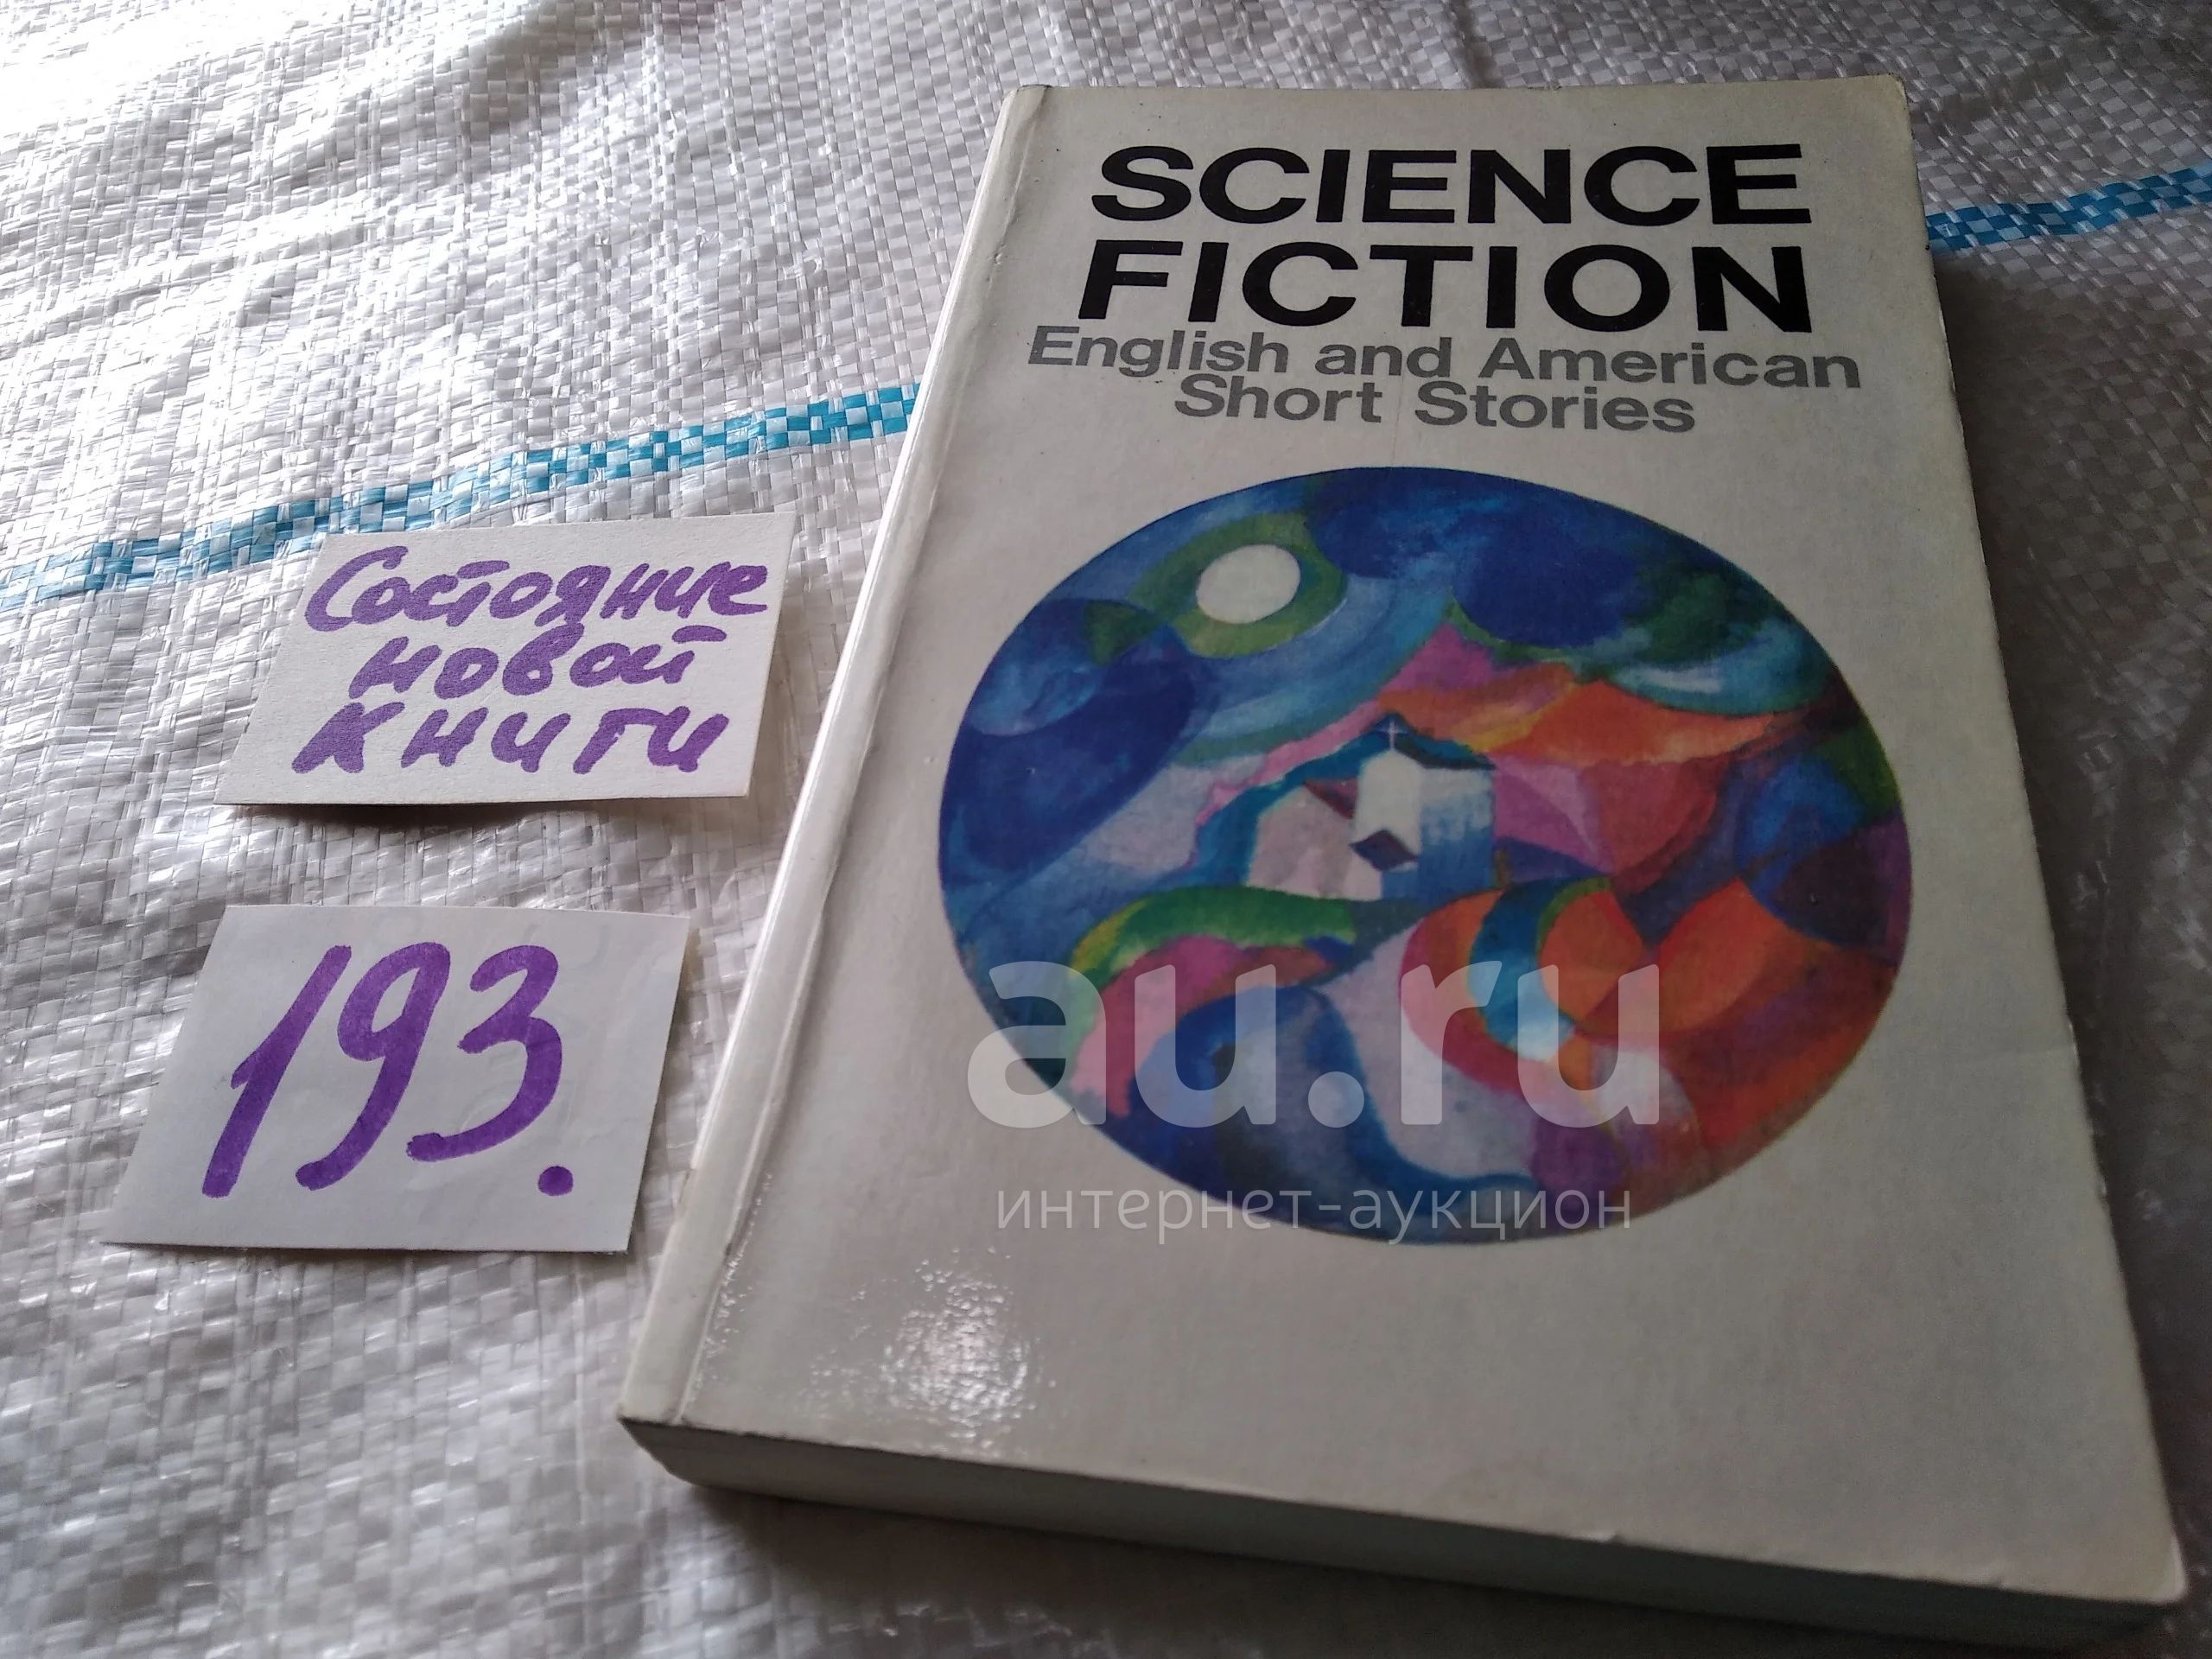 SCIENCE
FICTION
English and American
Short Stories
Состояние
новой
книги
193.
au.ru
интернет-аукцион